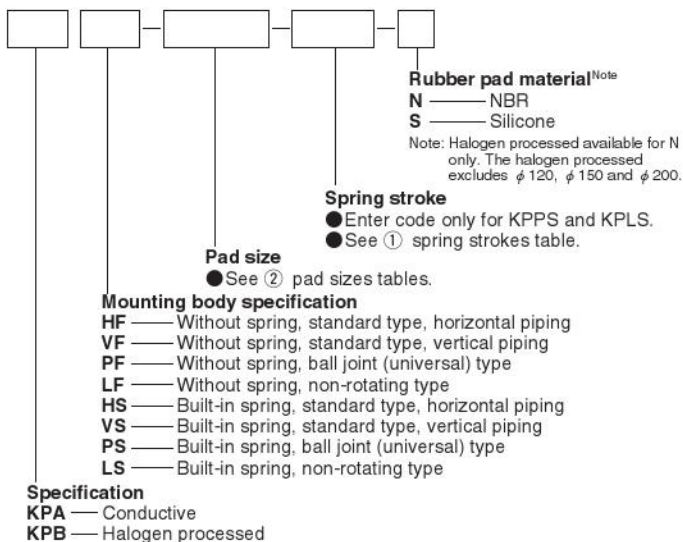 Rubber pad materialNote
N — NBR
S — Silicone
Note: Halogen processed available for N
only. The halogen processed
excludes φ120, φ150 and φ200.
Spring stroke
●Enter code only for KPPS and KPLS.
●See ① spring strokes table.
Pad size
●See ② pad sizes tables.
Mounting body specification
HF — Without spring, standard type, horizontal piping
VF — Without spring, standard type, vertical piping
PF — Without spring, ball joint (universal) type
LF — Without spring, non-rotating type
HS — Built-in spring, standard type, horizontal piping
VS — Built-in spring, standard type, vertical piping
PS — Built-in spring, ball joint (universal) type
LS — Built-in spring, non-rotating type
Specification
KPA — Conductive
KPB — Halogen processed